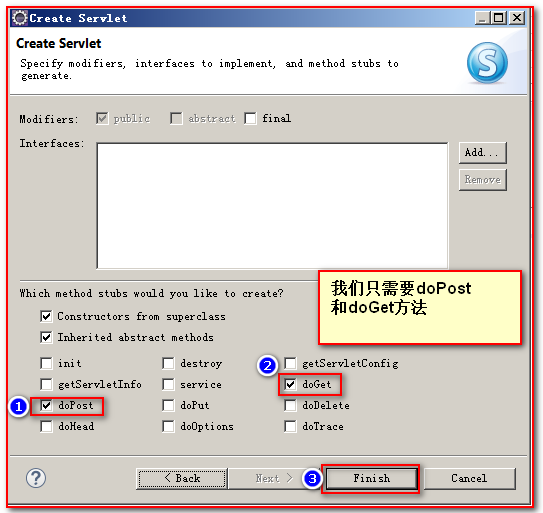 Create Servlet
Create Servlet
Specify modifiers, interfaces to implement, and method stubs to
generate.
S
Modifiers: public abstract final
Interfaces:
Add...
Remove
Which method stubs would you like to create?
我们只需要doPost
和doGet方法
Constructors from superclass
Inherited abstract methods
init destroy 2 getServletConfig
getServletInfo service doGet
1 doPost doPut doDelete
doHead doOptions doTrace
? < Back Next > 3 Finish Cancel